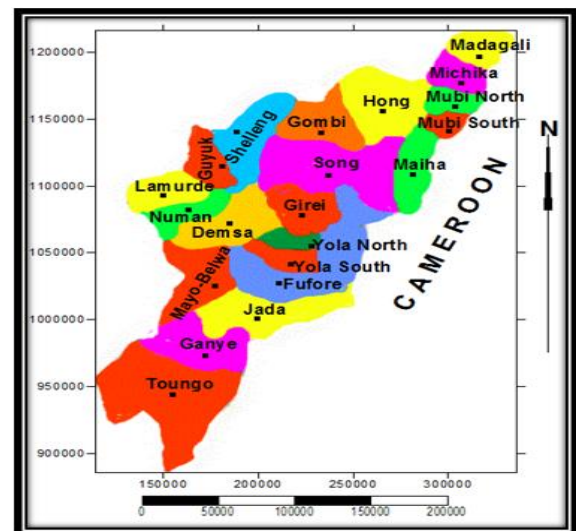 1200000
1150000
1100000
1050000
1000000
950000
900000
Madagali
Michika
Mubi North
Mubi South
Hong
Gombi
Shelleng
Guyuk
Song
Maiha
Lamurde
Numan
Girei
Demsa
Yola North
Yola South
Fufore
Mayo-Belwa
Jada
Ganye
Toungo
N
CAMEROON
150000 200000 250000 300000
0 50000 100000 150000 200000